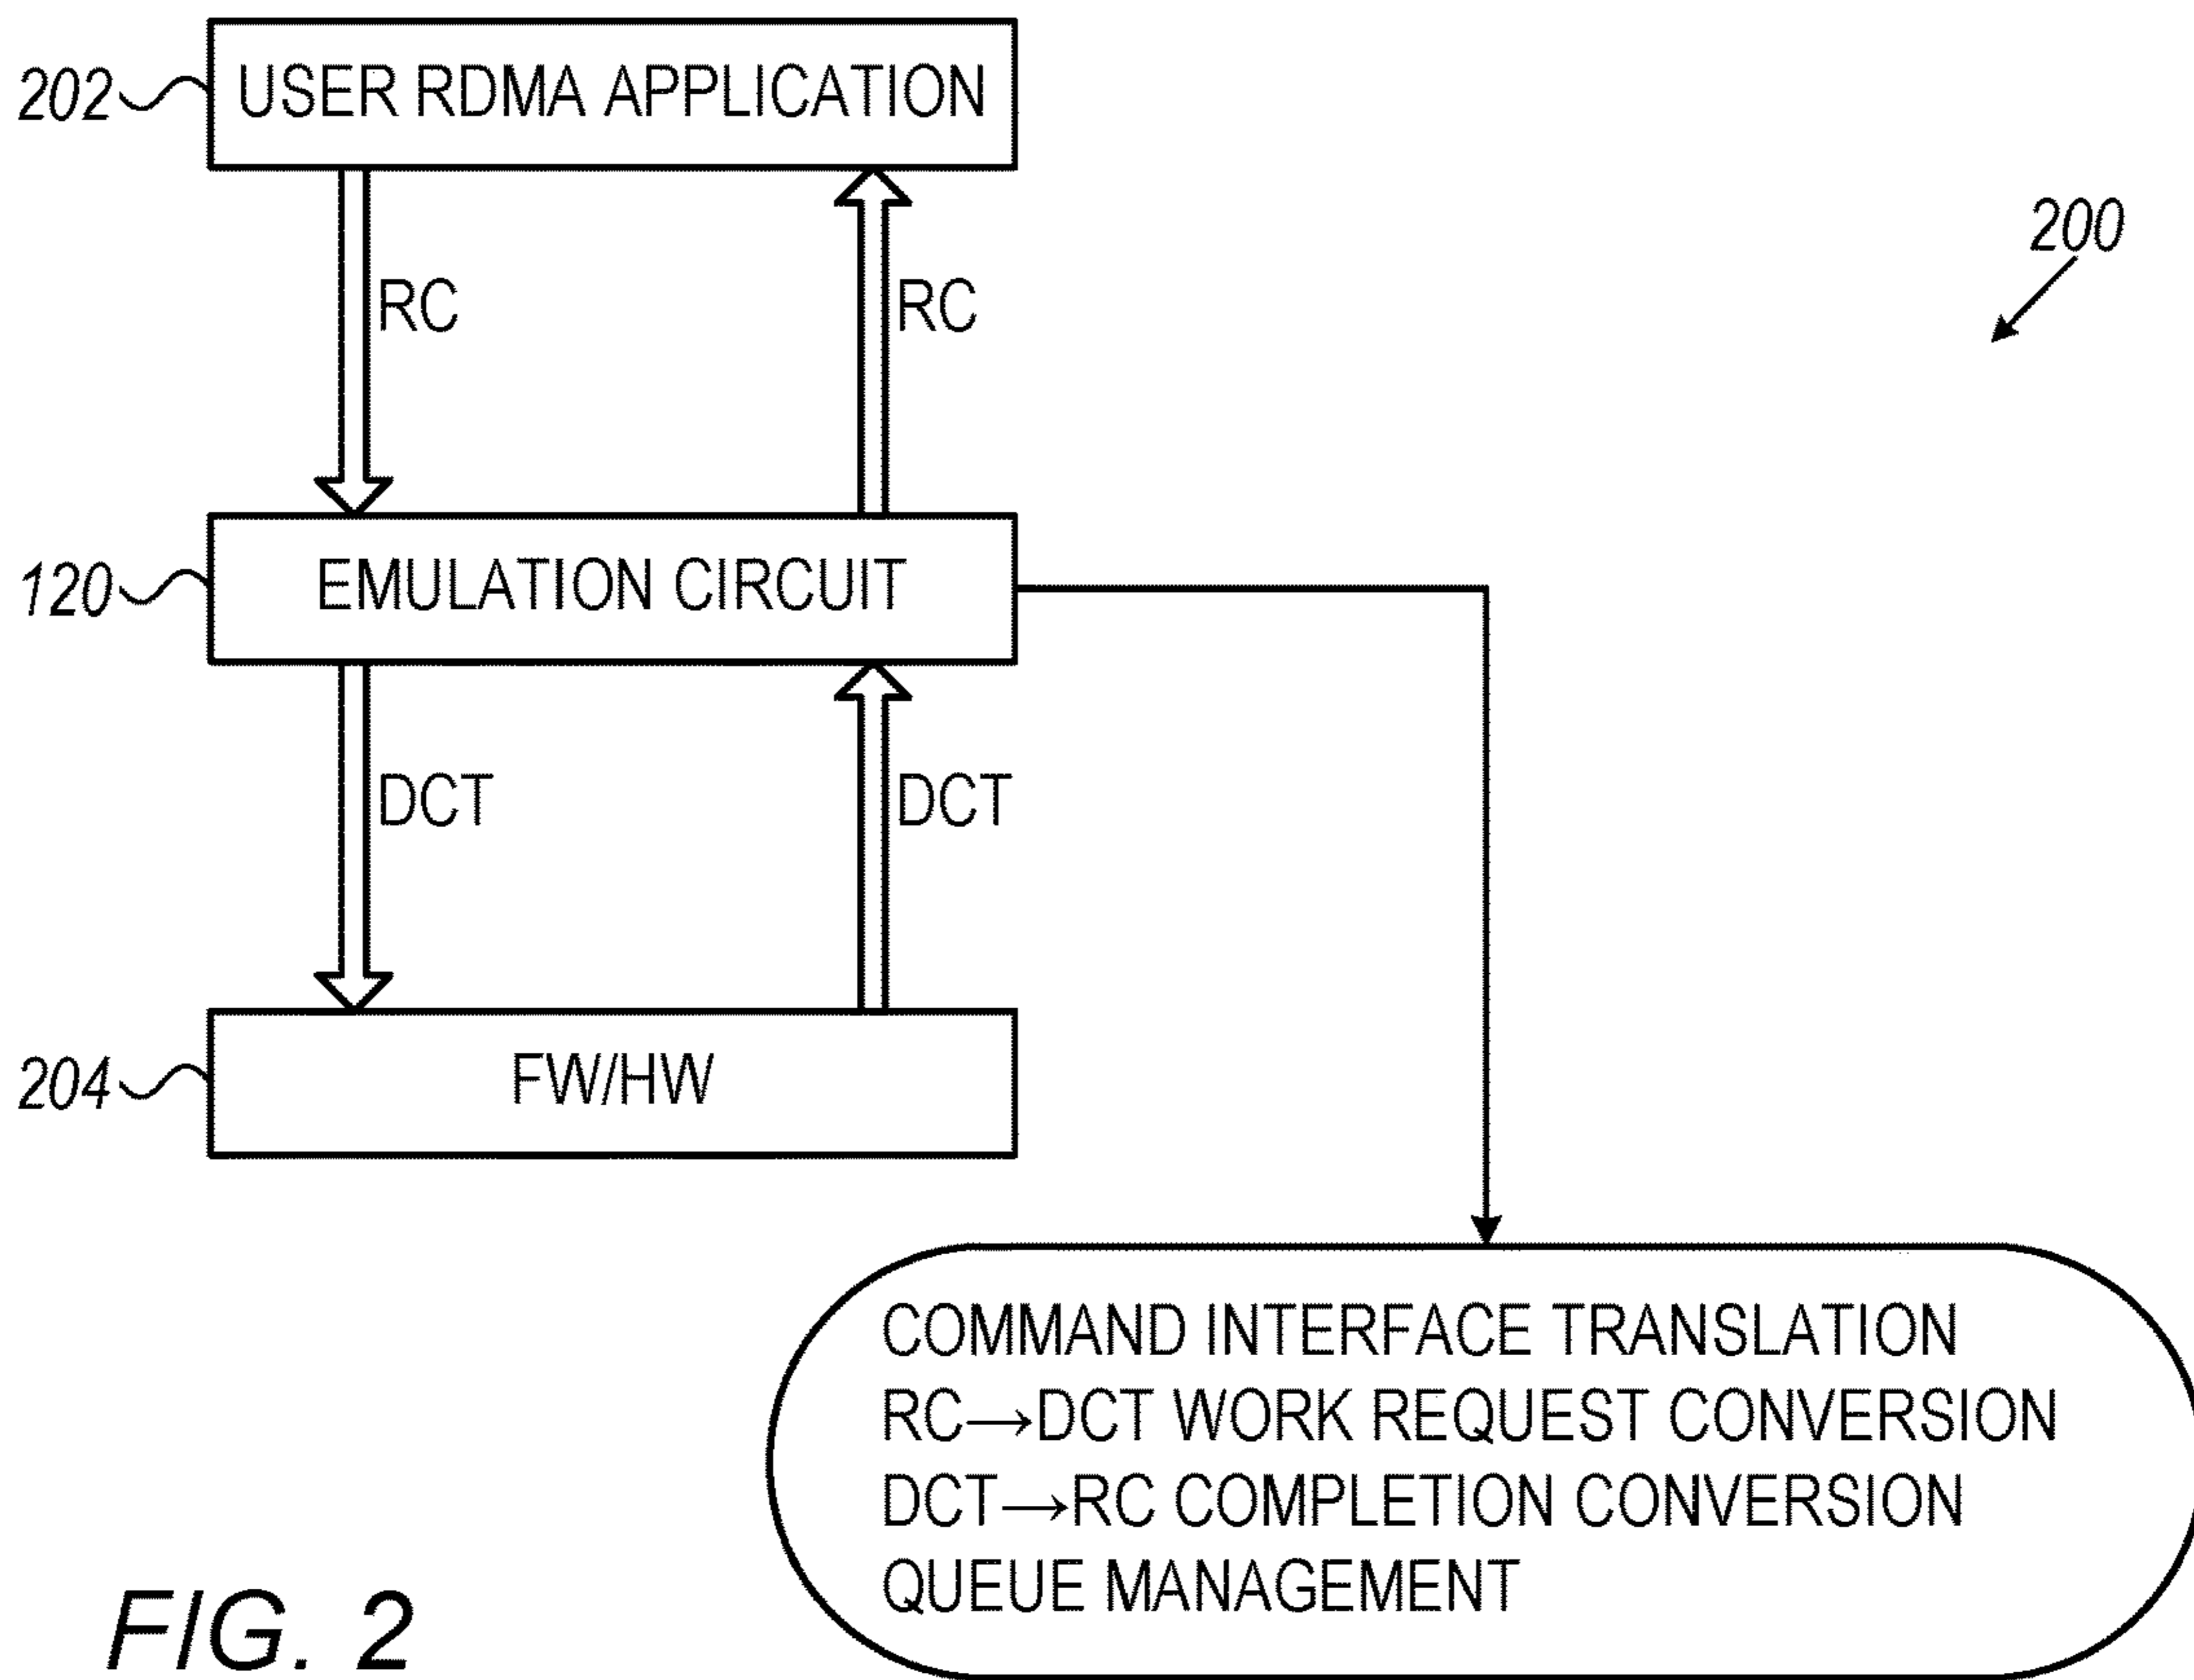 202 USER RDMA APPLICATION
200
RC RC
120 EMULATION CIRCUIT
DCT DCT
204 FW/HW
COMMAND INTERFACE TRANSLATION
RC→DCT WORK REQUEST CONVERSION
DCT→RC COMPLETION CONVERSION
QUEUE MANAGEMENT
FIG. 2